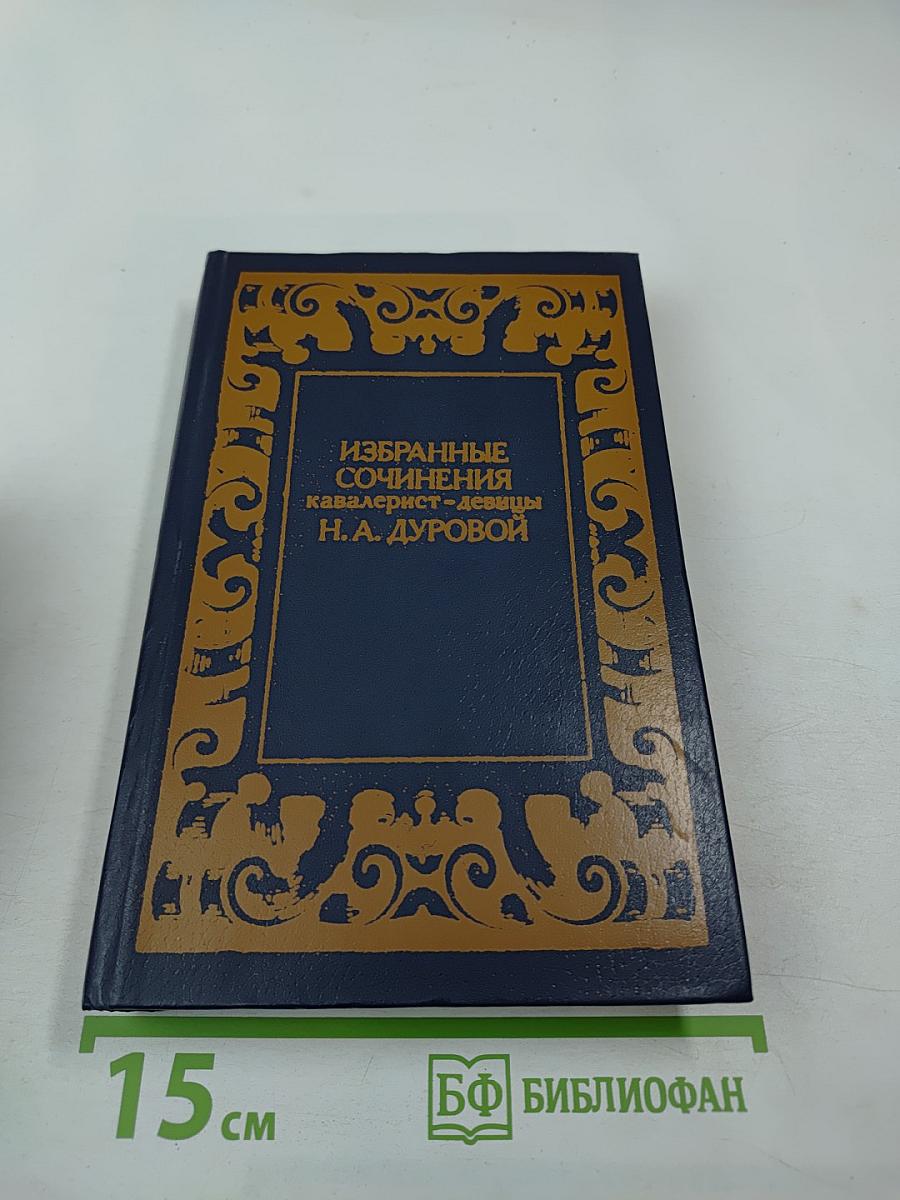 ИЗБРАННЫЕ
СОЧИНЕНИЯ
кавалерист-девицы
Н. А. ДУРОВОЙ
15 см
БФ БИБЛИОФАН